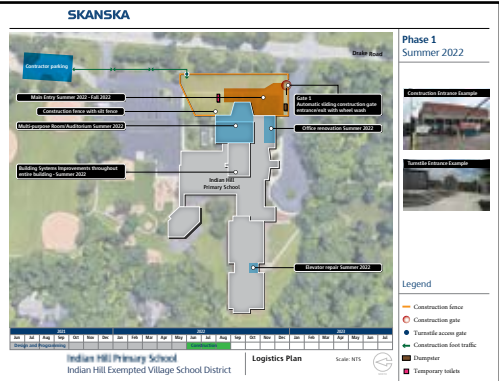 SKANSKA
Phase 1
Summer 2022
Drake Road
Contractor parking
Main Entry Summer 2022 - Fall 2022
Gate 1
Automatic sliding construction gate
entrance/exit with wheel wash
Construction fence with silt fence
Multi-purpose Room/Auditorium Summer 2022
Office renovation Summer 2022
Building Systems Improvements throughout
entire building - Summer 2022
Indian Hill
Primary School
Elevator repair Summer 2022
Construction Entrance Example
Turnstile Entrance Example
Legend
Construction fence
Construction gate
Turnstile access gate
Construction foot traffic
Dumpster
Temporary toilets
2021 2022 2023
Jun Jul Aug Sep Oct Nov Dec Jan Feb Mar Apr May Jun Jul Aug Sep Oct Nov Dec Jan Feb Mar Apr May Jun Jul
Design and Programming Construction
Indian Hill Primary School
Indian Hill Exempted Village School District
Logistics Plan
Scale: NTS